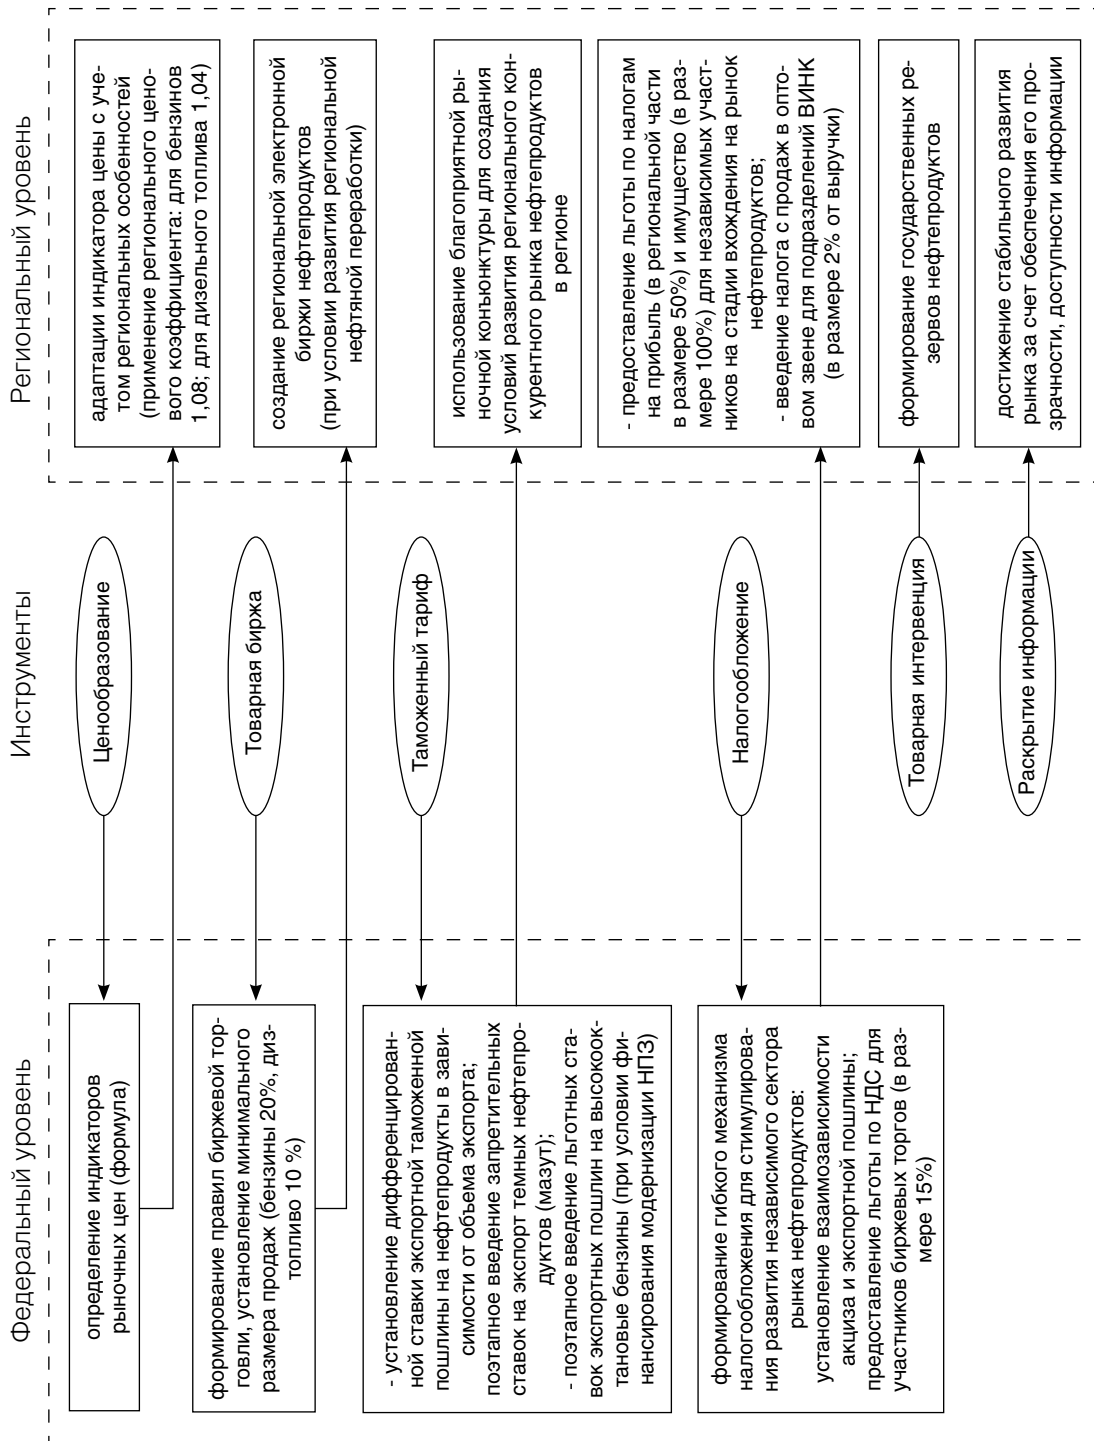 Федеральный уровень
определение индикаторов
рыночных цен (формула)
формирование правил биржевой тор-
говли, установление минимального
размера продаж (бензины 20%, диз-
топливо 10 %)
- установление дифференцирован-
ной ставки экспортной таможенной
пошлины на нефтепродукты в зави-
симости от объема экспорта;
поэтапное введение запретительных
ставок на экспорт темных нефтепро-
дуктов (мазут);
- поэтапное введение льготных ста-
вок экспортных пошлин на высокоок-
тановые бензины (при условии фи-
нансирования модернизации НПЗ)
формирование гибкого механизма
налогообложения для стимулирова-
ния развития независимого сектора
рынка нефтепродуктов:
установление взаимозависимости
акциза и экспортной пошлины;
предоставление льготы по НДС для
участников биржевых торгов (в раз-
мере 15%)
Инструменты
Ценообразование
Товарная биржа
Таможенный тариф
Налогообложение
Товарная интервенция
Раскрытие информации
Региональный уровень
адаптации индикатора цены с уче-
том региональных особенностей
(применение регионального цено-
вого коэффициента: для бензинов
1,08; для дизельного топлива 1,04)
создание региональной электронной
биржи нефтепродуктов
(при условии развития региональной
нефтяной переработки)
использование благоприятной ры-
ночной конъюнктуры для создания
условий развития регионального кон-
курентного рынка нефтепродуктов
в регионе
- предоставление льготы по налогам
на прибыль (в региональной части
в размере 50%) и имущество (в раз-
мере 100%) для независимых участ-
ников на стадии вхождения на рынок
нефтепродуктов;
- введение налога с продаж в опто-
вом звене для подразделений ВИНК
(в размере 2% от выручки)
формирование государственных ре-
зервов нефтепродуктов
достижение стабильного развития
рынка за счет обеспечения его про-
зрачности, доступности информации